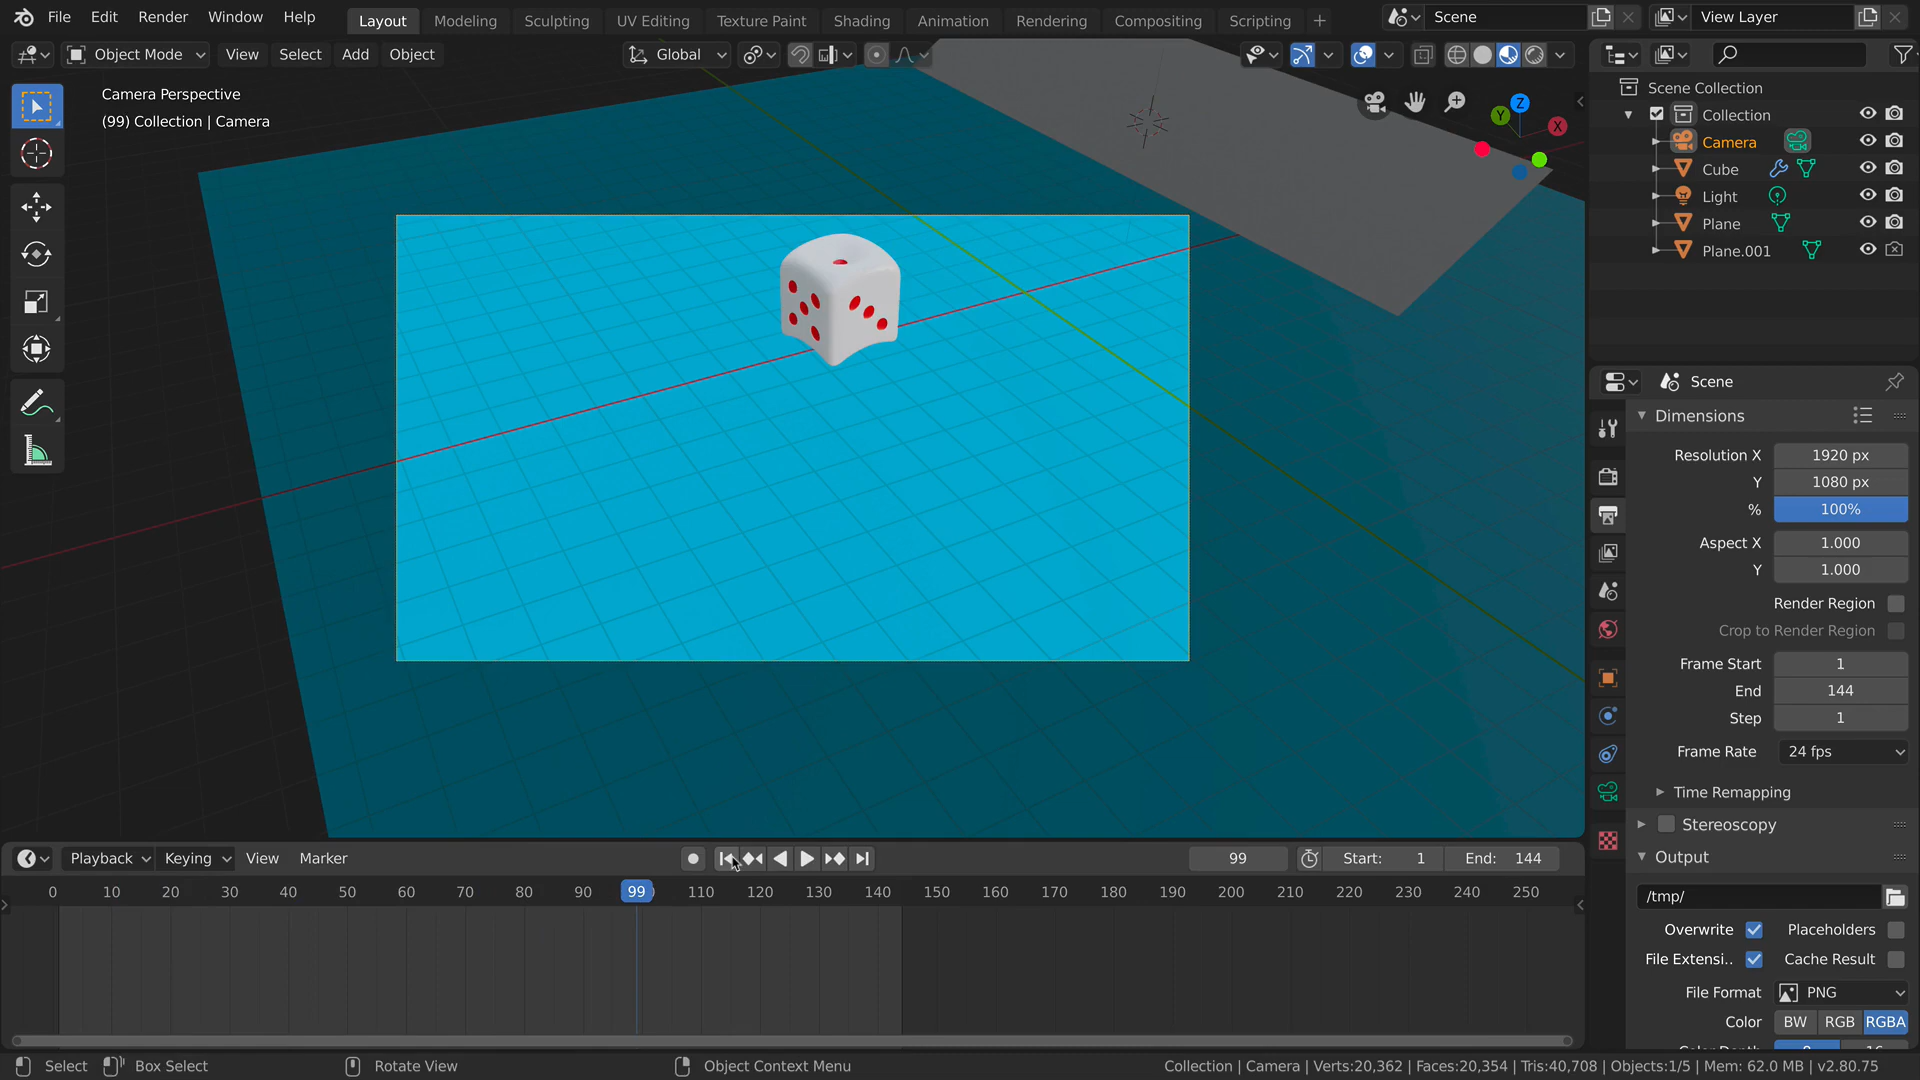 File Edit Render Window Help Layout Modeling Sculpting UV Editing Texture Paint Shading Animation Rendering Compositing Scripting + Scene View Layer
Object Mode View Select Add Object Global
Camera Perspective
(99) Collection | Camera
Z
Y
X
Scene Collection
Collection
Camera
Cube
Light
Plane
Plane.001
Scene
Dimensions
Resolution X 1920 px
Y 1080 px
% 100%
Aspect X 1.000
Y 1.000
Render Region
Crop to Render Region
Frame Start 1
End 144
Step 1
Frame Rate 24 fps
Time Remapping
Stereoscopy
Output
/tmp/
Overwrite Placeholders
File Extensi.. Cache Result
File Format PNG
Color BW RGB RGBA
Playback Keying View Marker 99 Start: 1 End: 144
0 10 20 30 40 50 60 70 80 90 99 110 120 130 140 150 160 170 180 190 200 210 220 230 240 250
Select Box Select Rotate View Object Context Menu Collection | Camera | Verts:20,362 | Faces:20,354 | Tris:40,708 | Objects:1/5 | Mem: 62.0 MB | v2.80.75